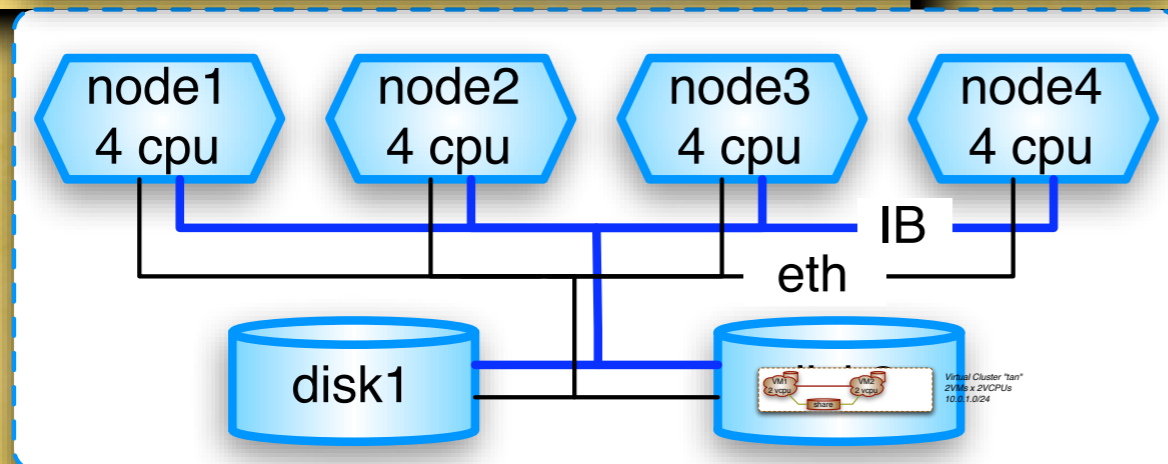 node1
4 cpu
node2
4 cpu
node3
4 cpu
node4
4 cpu
IB
eth
disk1
VM1
2 vcpu
VM2
2 vcpu
share
Virtual Cluster "tan"
2VMs x 2VCPUs
10.0.1.0/24